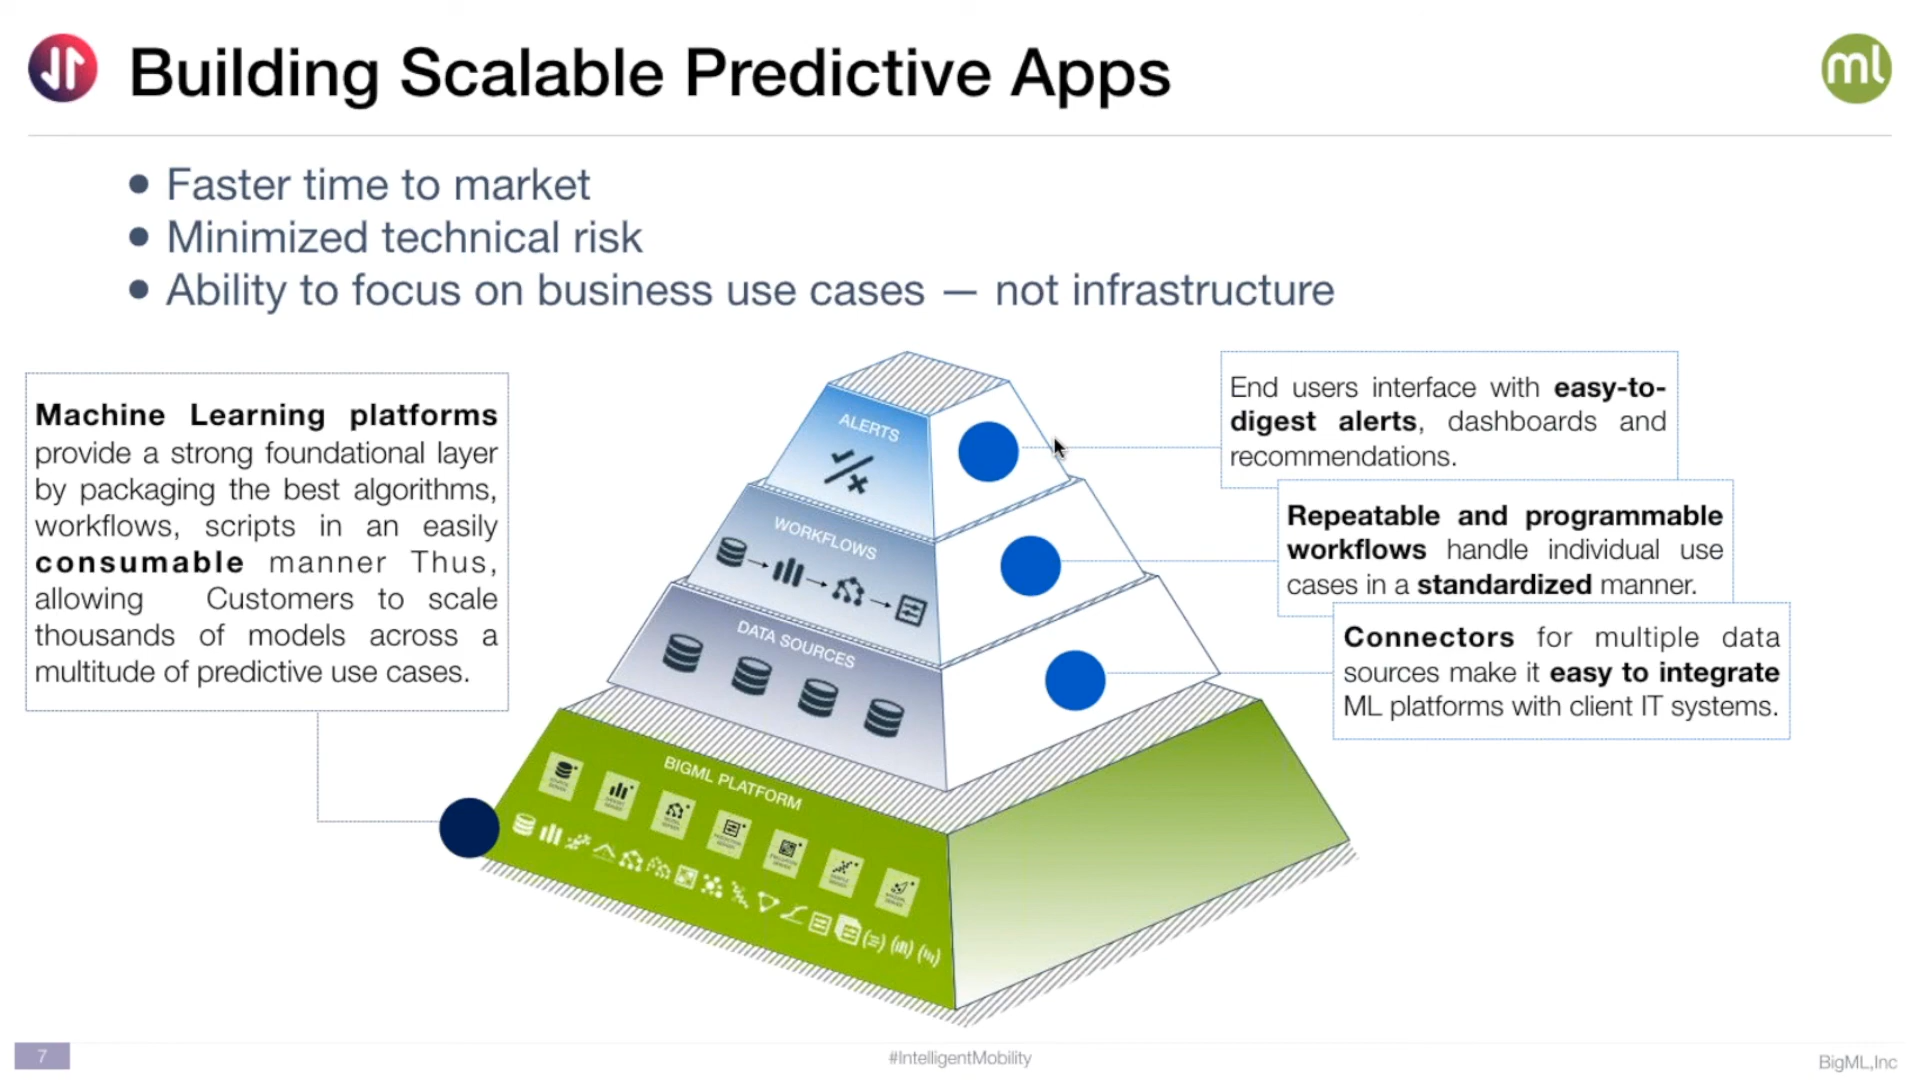 Building Scalable Predictive Apps
ml
• Faster time to market
• Minimized technical risk
• Ability to focus on business use cases — not infrastructure
Machine Learning platforms
provide a strong foundational layer
by packaging the best algorithms,
workflows, scripts in an easily
consumable manner Thus,
allowing Customers to scale
thousands of models across a
multitude of predictive use cases.
ALERTS
WORKFLOWS
DATA SOURCES
BIGML PLATFORM
End users interface with easy-to-
digest alerts, dashboards and
recommendations.
Repeatable and programmable
workflows handle individual use
cases in a standardized manner.
Connectors for multiple data
sources make it easy to integrate
ML platforms with client IT systems.
7
#IntelligentMobility
BigML,Inc